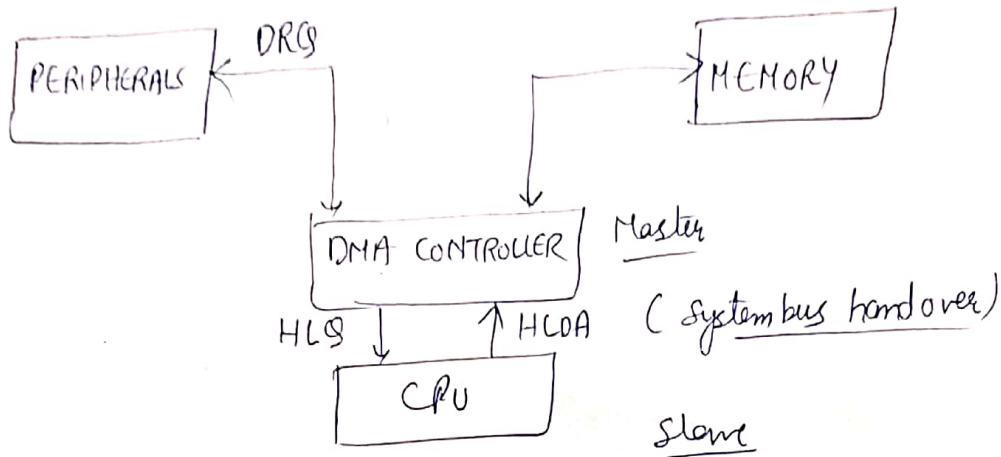 DRQ
PERIPHERALS
MEMORY
DMA CONTROLLER
Master
(System bus handover)
HLQ
HLDA
CPU
Slave